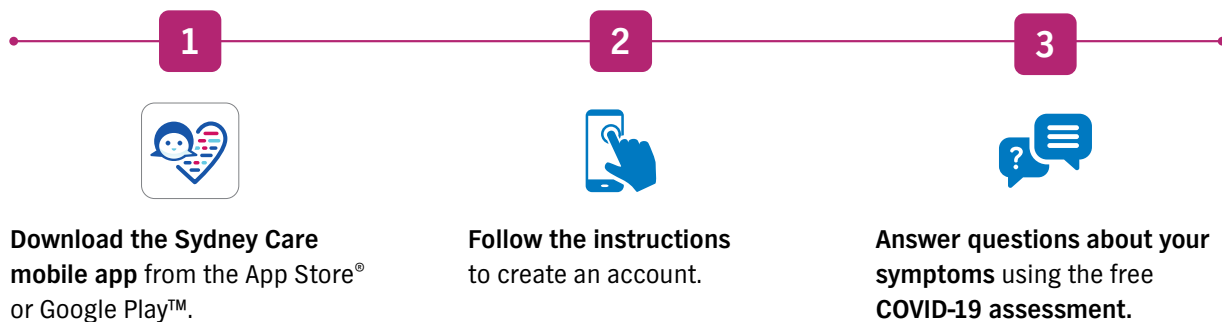 1
2
3
?
Download the Sydney Care
mobile app from the App Store®
or Google Play™.
Follow the instructions
to create an account.
Answer questions about your
symptoms using the free
COVID-19 assessment.